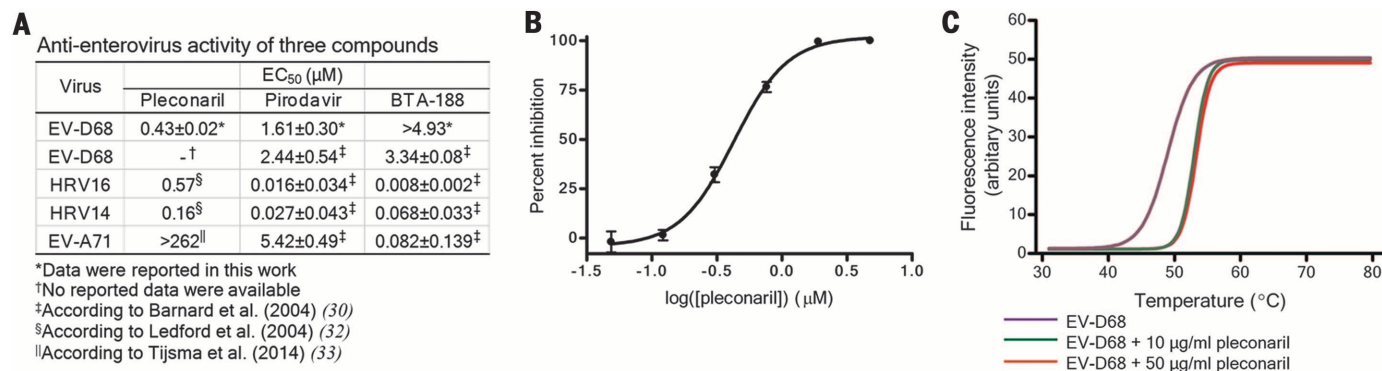 A
Anti-enterovirus activity of three compounds
Virus
EC₅₀ (μM)
Pleconaril Pirodavir BTA-188
EV-D68 0.43±0.02* 1.61±0.30* >4.93*
EV-D68 -† 2.44±0.54‡ 3.34±0.08‡
HRV16 0.57§ 0.016±0.034‡ 0.008±0.002‡
HRV14 0.16§ 0.027±0.043‡ 0.068±0.033‡
EV-A71 >262‖ 5.42±0.49‡ 0.082±0.139‡
*Data were reported in this work
†No reported data were available
‡According to Barnard et al. (2004) (30)
§According to Ledford et al. (2004) (32)
‖According to Tijsma et al. (2014) (33)
B
Percent inhibition
100
75
50
25
0
-1.5 -1.0 -0.5 0.0 0.5 1.0
log([pleconaril]) (μM)
C
Fluorescence intensity
(arbitary units)
60
50
40
30
20
10
0
30 40 50 60 70 80
Temperature (°C)
EV-D68
EV-D68 + 10 μg/ml pleconaril
EV-D68 + 50 μg/ml pleconaril